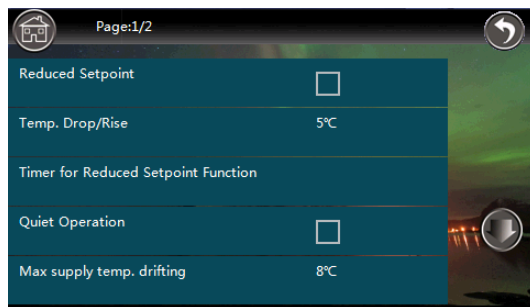 Page:1/2
Reduced Setpoint
Temp. Drop/Rise 5℃
Timer for Reduced Setpoint Function
Quiet Operation
Max supply temp. drifting 8℃